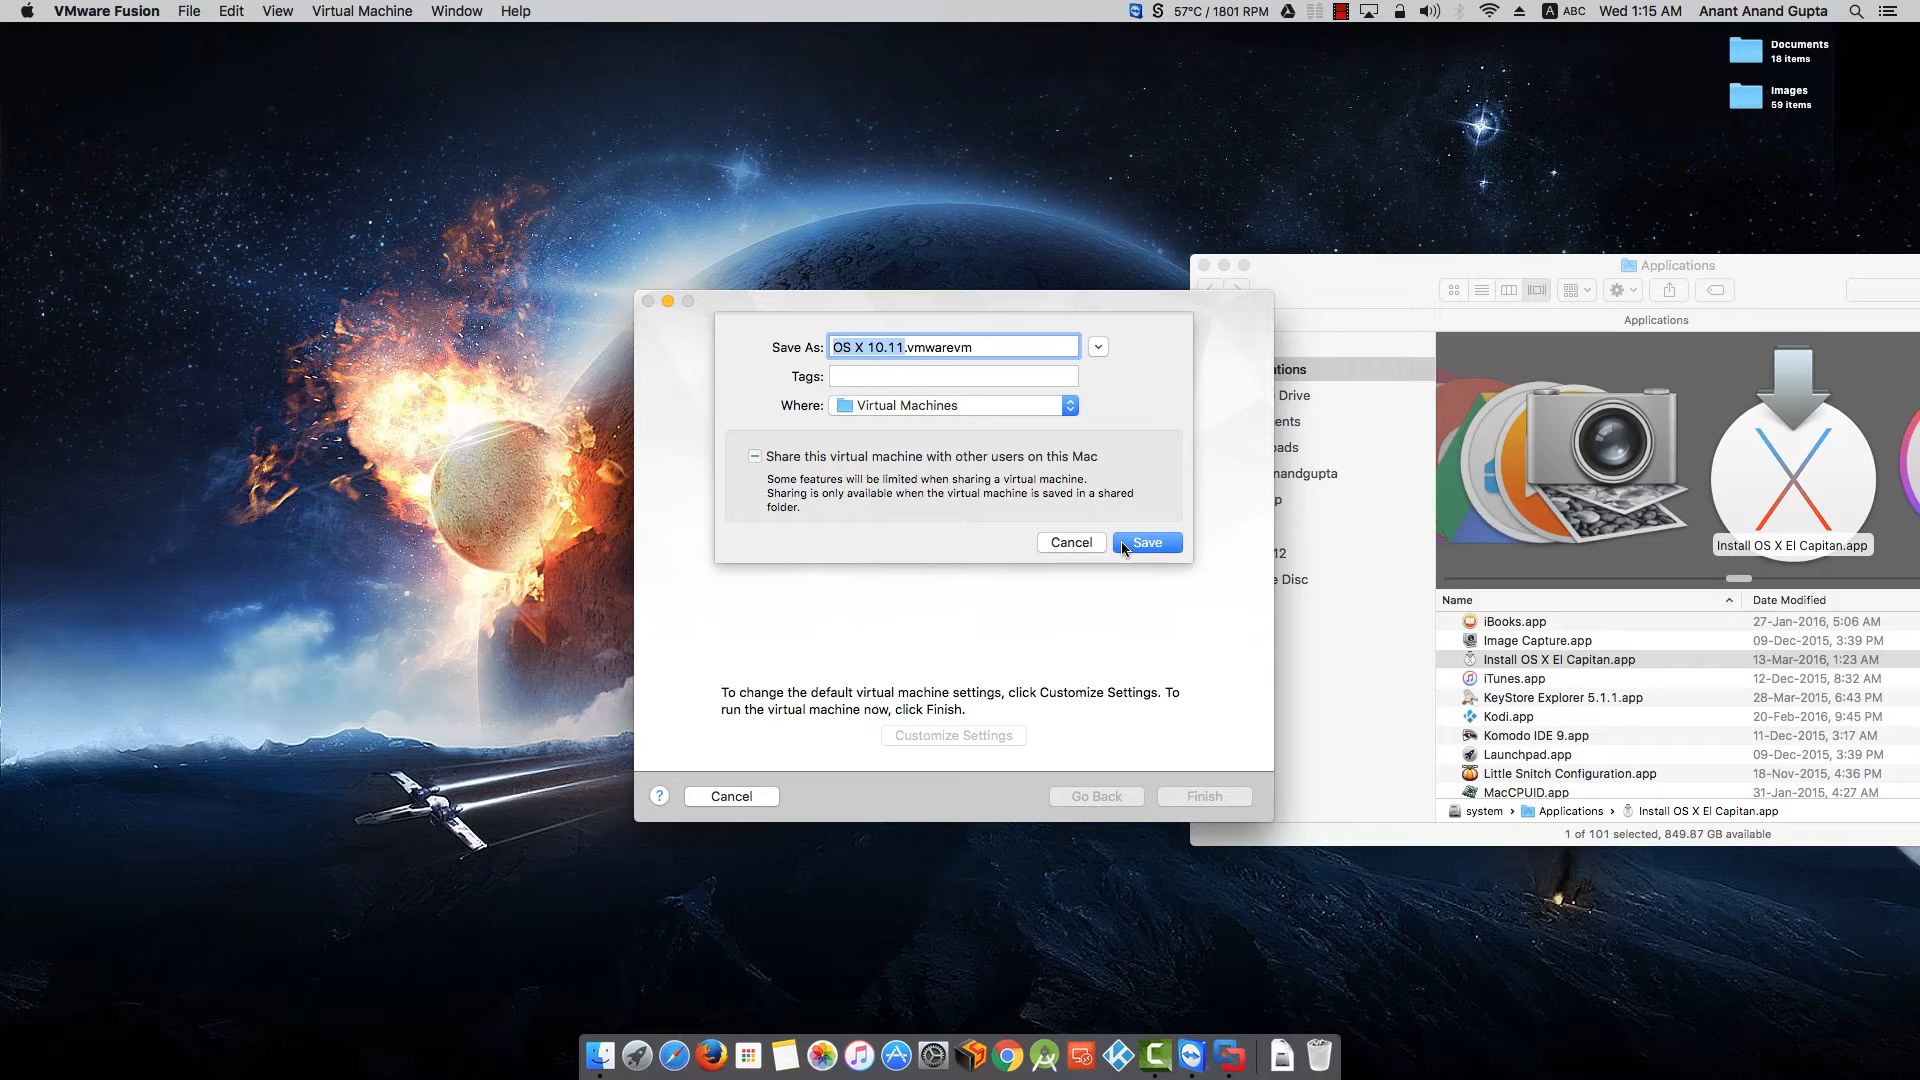 VMware Fusion File Edit View Virtual Machine Window Help
57°C / 1801 RPM A ABC Wed 1:15 AM Anant Anand Gupta
Documents
18 items
Images
59 items
Applications
Applications
Save As: OS X 10.11.vmwarevm
Tags:
Where: Virtual Machines
Share this virtual machine with other users on this Mac
Some features will be limited when sharing a virtual machine.
Sharing is only available when the virtual machine is saved in a shared
folder.
Cancel Save
To change the default virtual machine settings, click Customize Settings. To
run the virtual machine now, click Finish.
Customize Settings
? Cancel Go Back Finish
ations
Drive
ents
ads
nandgupta
p
12
e Disc
Install OS X El Capitan.app
Name Date Modified
iBooks.app 27-Jan-2016, 5:06 AM
Image Capture.app 09-Dec-2015, 3:39 PM
Install OS X El Capitan.app 13-Mar-2016, 1:23 AM
iTunes.app 12-Dec-2015, 8:32 AM
KeyStore Explorer 5.1.1.app 28-Mar-2015, 6:43 PM
Kodi.app 20-Feb-2016, 9:45 PM
Komodo IDE 9.app 11-Dec-2015, 3:17 AM
Launchpad.app 09-Dec-2015, 3:39 PM
Little Snitch Configuration.app 18-Nov-2015, 4:36 PM
MacCPUID.app 31-Jan-2015, 4:27 AM
system › Applications › Install OS X El Capitan.app
1 of 101 selected, 849.87 GB available